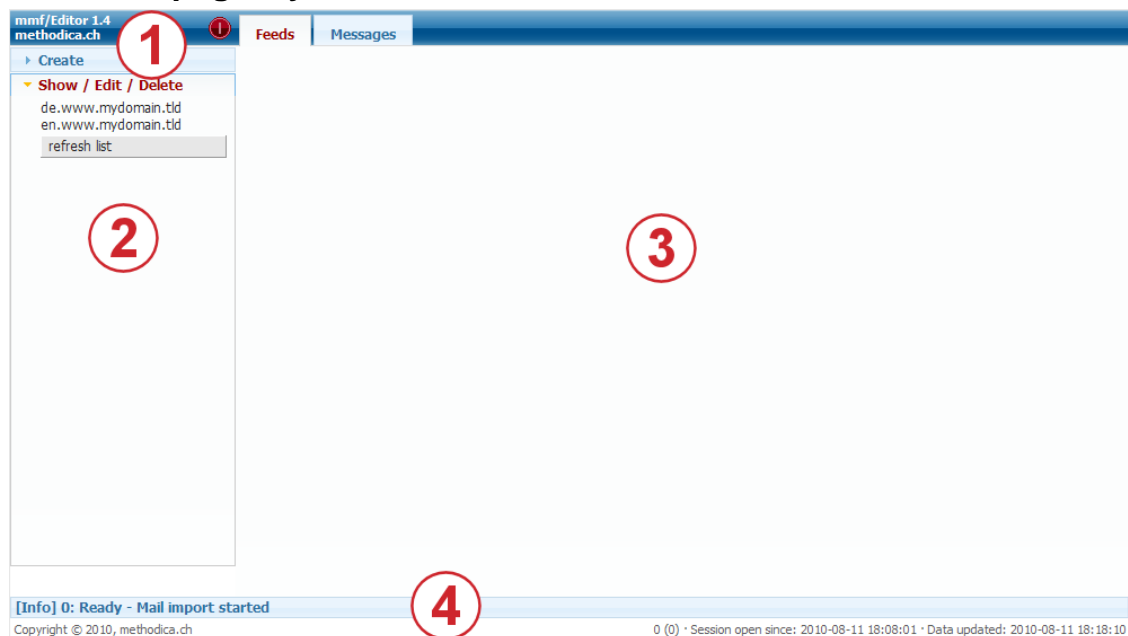 mmf/Editor 1.4
methodica.ch
1
Feeds
Messages
Create
Show / Edit / Delete
de.www.mydomain.tld
en.www.mydomain.tld
refresh list
2
3
[Info] 0: Ready - Mail import started
4
Copyright © 2010, methodica.ch
0 (0) · Session open since: 2010-08-11 18:08:01 · Data updated: 2010-08-11 18:18:10